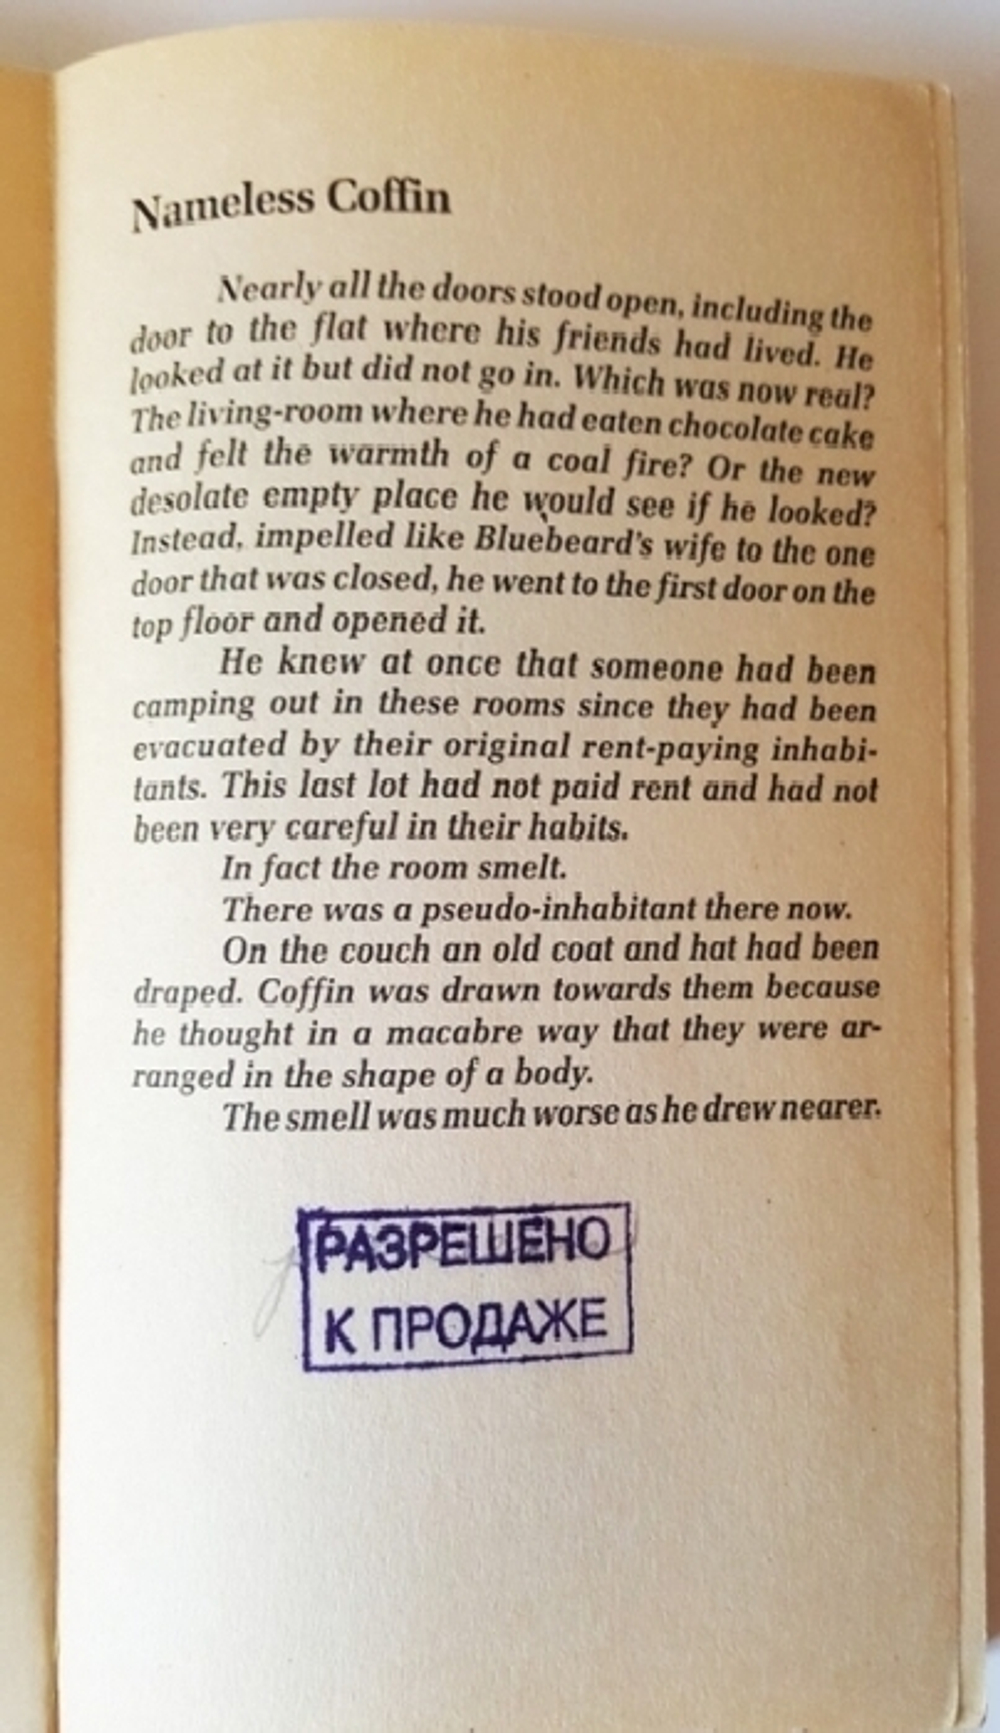 Nameless Coffin
Nearly all the doors stood open, including the
door to the flat where his friends had lived. He
looked at it but did not go in. Which was now real?
The living-room where he had eaten chocolate cake
and felt the warmth of a coal fire? Or the new
desolate empty place he would see if he looked?
Instead, impelled like Bluebeard's wife to the one
door that was closed, he went to the first door on the
top floor and opened it.
He knew at once that someone had been
camping out in these rooms since they had been
evacuated by their original rent-paying inhabi-
tants. This last lot had not paid rent and had not
been very careful in their habits.
In fact the room smelt.
There was a pseudo-inhabitant there now.
On the couch an old coat and hat had been
draped. Coffin was drawn towards them because
he thought in a macabre way that they were ar-
ranged in the shape of a body.
The smell was much worse as he drew nearer.
РАЗРЕШЕНО
К ПРОДАЖЕ